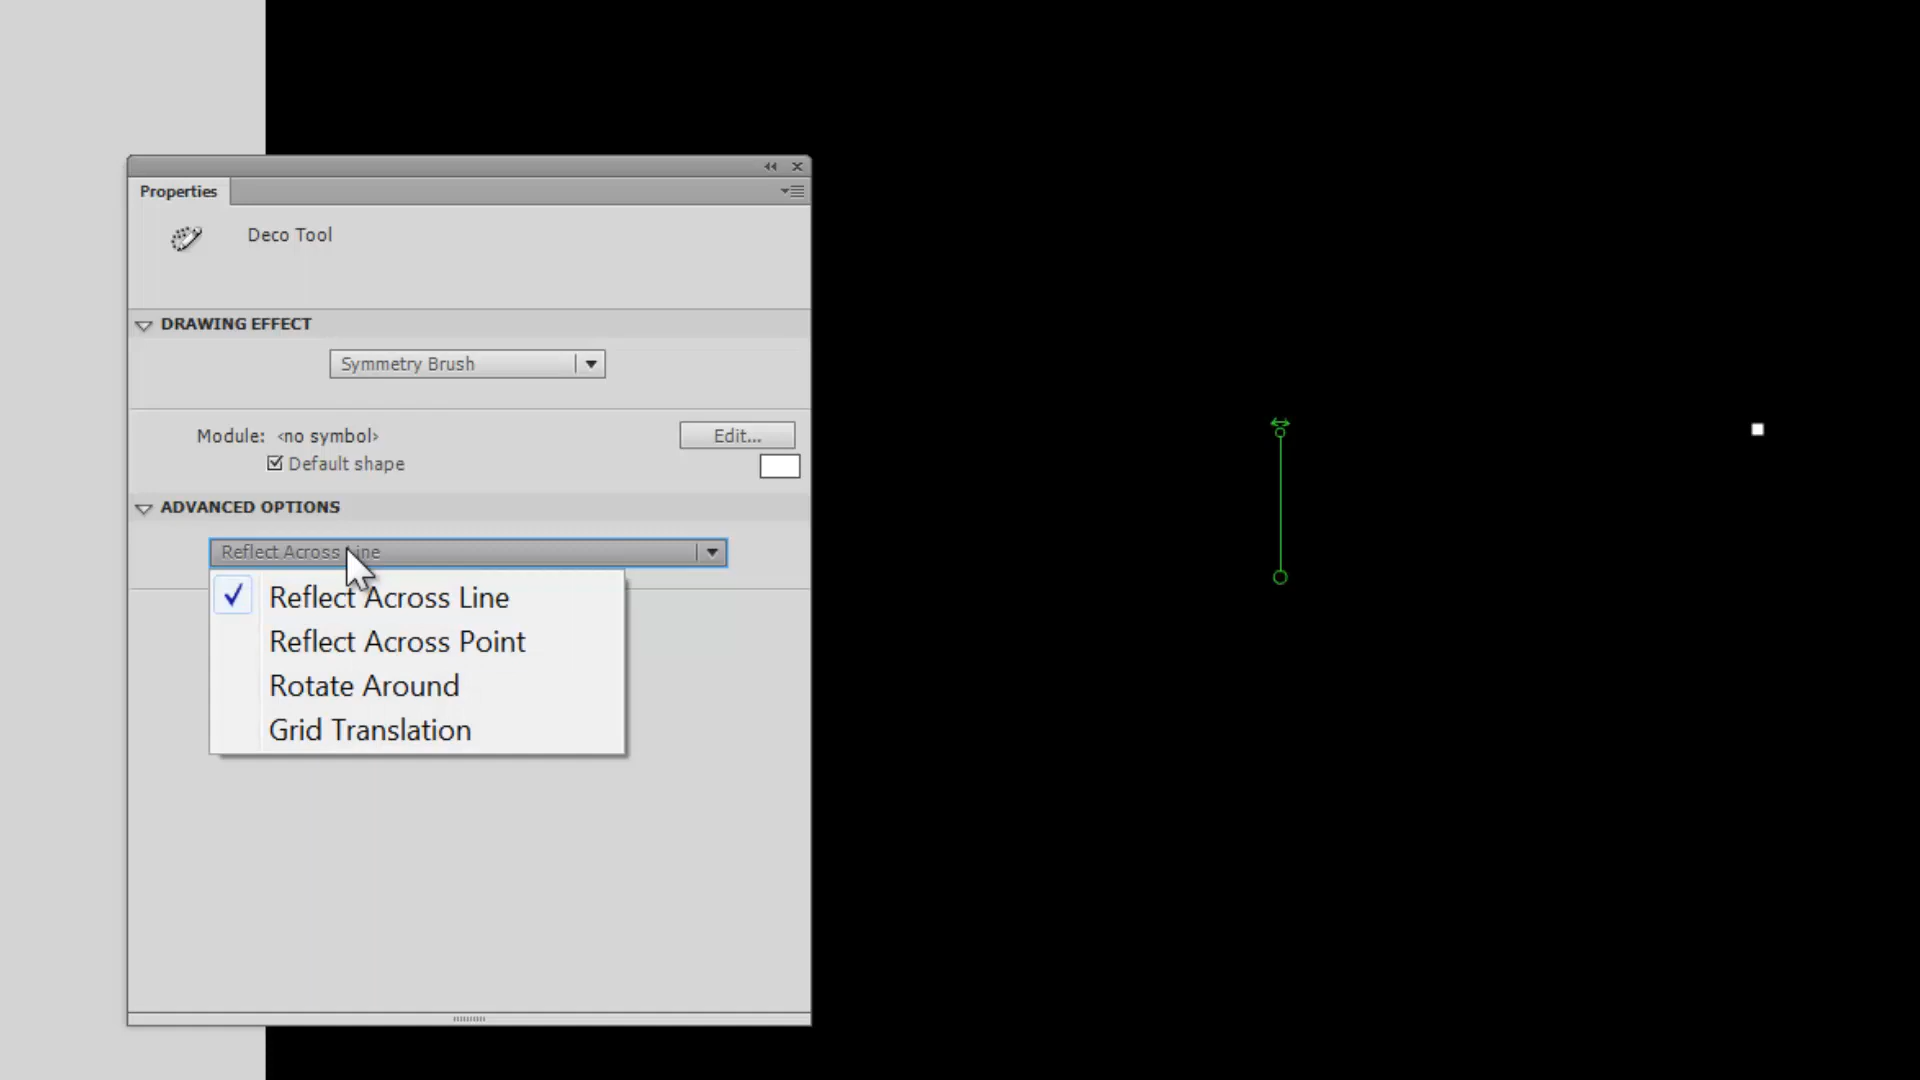 Properties
Deco Tool
DRAWING EFFECT
Symmetry Brush
Module: <no symbol>
Edit...
Default shape
ADVANCED OPTIONS
Reflect Across Line
Reflect Across Line
Reflect Across Point
Rotate Around
Grid Translation